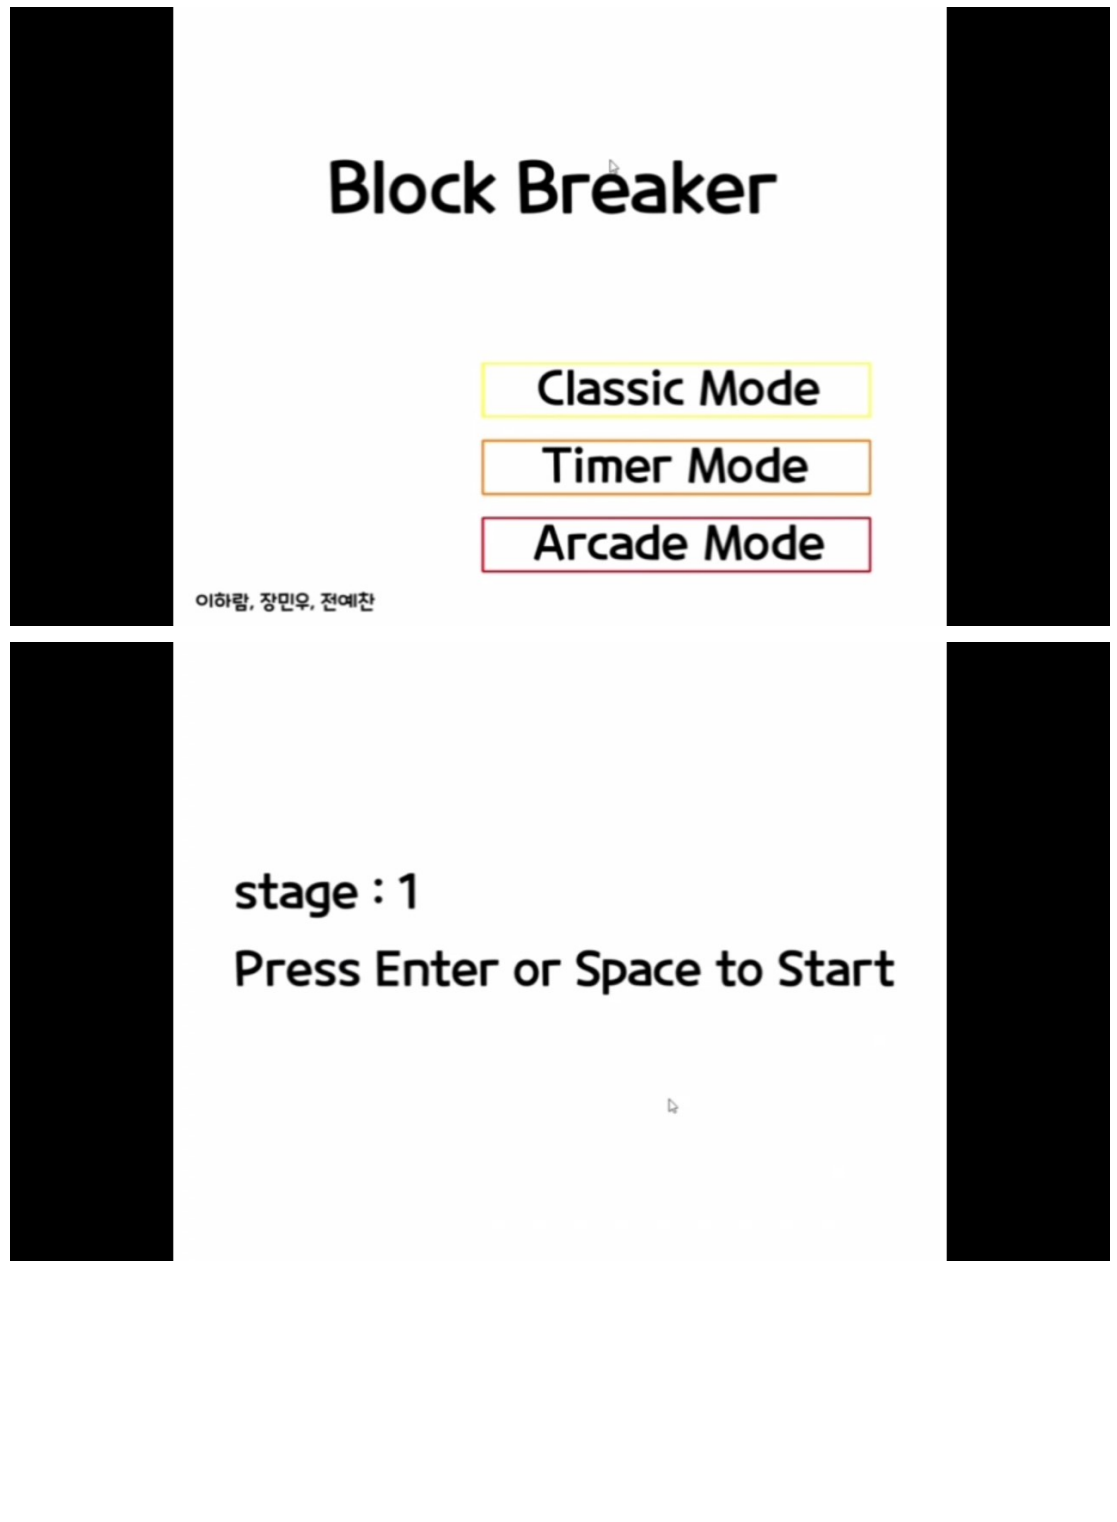 Block Breaker
Classic Mode
Timer Mode
Arcade Mode
이하람, 장민우, 전예찬
stage : 1
Press Enter or Space to Start